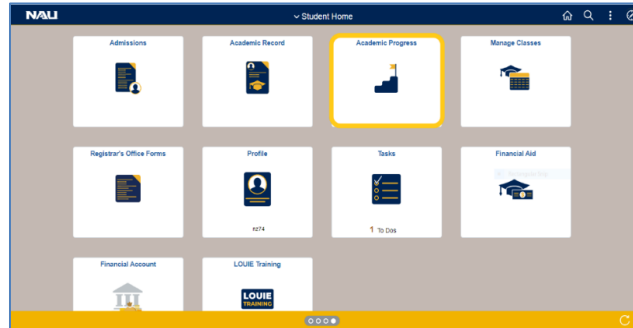 NAU
Student Home
Admissions
Academic Record
Academic Progress
Manage Classes
Registrar's Office Forms
Profile
Tasks
Financial Aid
nz74
1 To Dos
Financial Account
LOUIE Training
LOUIE
TRAINING